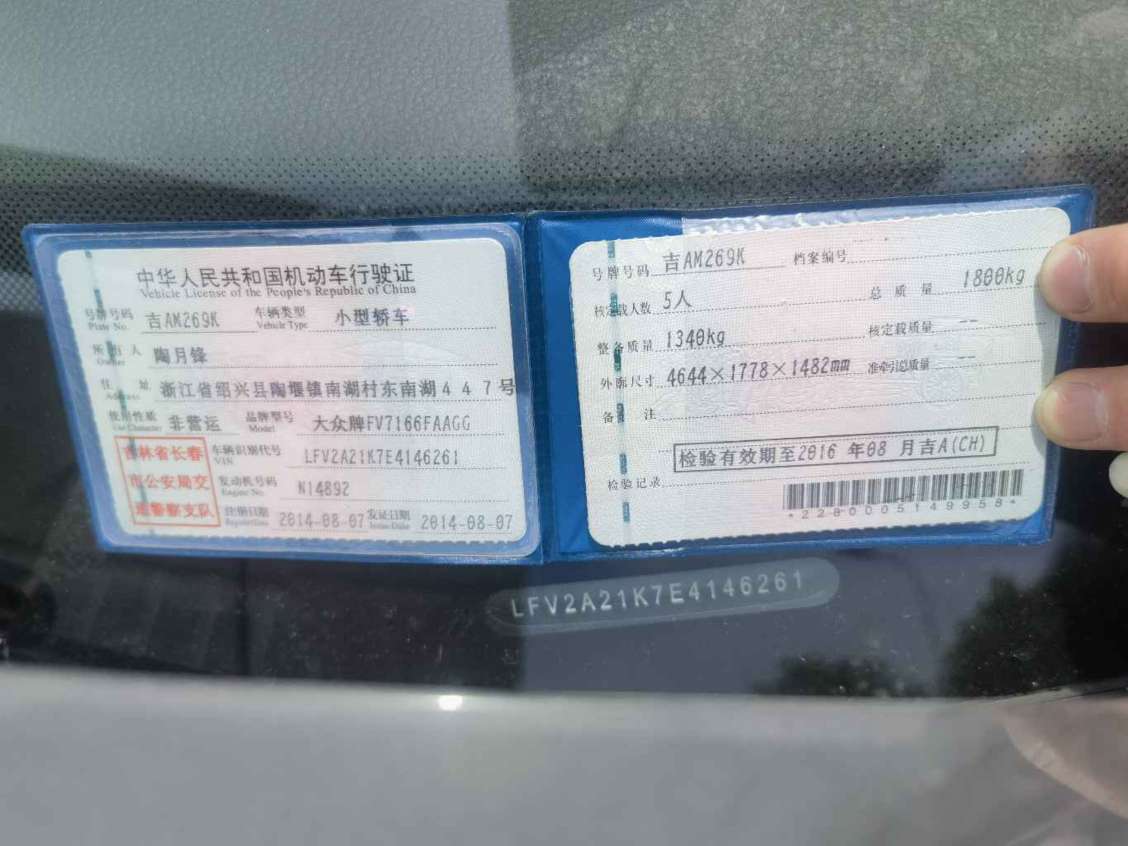 中华人民共和国机动车行驶证
Vehicle License of the People's Republic of China
号牌号码 吉AM269K 车辆类型 小型轿车
Plate No. Vehicle Type
所有人 陶月锋
Owner
住址 浙江省绍兴县陶堰镇南湖村东南湖447号
Address
使用性质 非营运 品牌型号 大众牌FV7166FAAGG
Use Character Model
吉林省长春
市公安局交
通警察支队
车辆识别代号 LFV2A21K7E4146261
VIN
发动机号码 N14892
Engine No.
注册日期 2014-08-07 发证日期 2014-08-07
Register Date Issue Date
号牌号码 吉AM269K 档案编号
核定载人数 5人 总质量 1800kg
整备质量 1340kg 核定载质量 --
外廓尺寸 4644×1778×1482mm 准牵引总质量 --
备注
检验有效期至2016 年08 月吉A(CH)
检验记录
*2280005149958*
LFV2A21K7E4146261